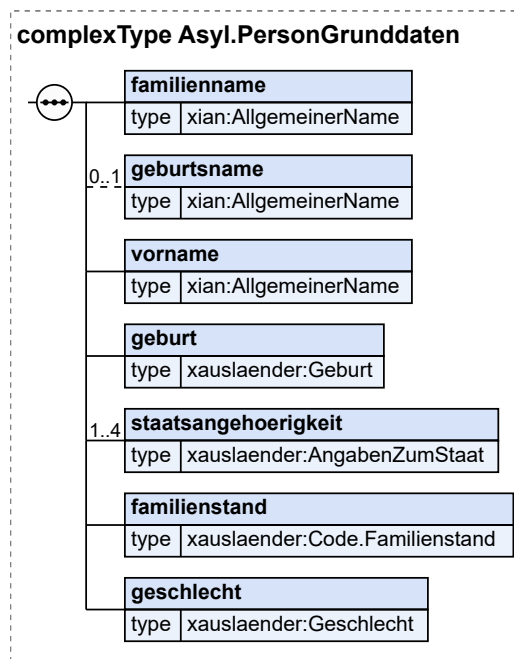 complexType Asyl.PersonGrunddaten
familienname
type xian:AllgemeinerName
0..1 geburtsname
type xian:AllgemeinerName
vorname
type xian:AllgemeinerName
geburt
type xauslaender:Geburt
1..4 staatsangehoerigkeit
type xauslaender:AngabenZumStaat
familienstand
type xauslaender:Code.Familienstand
geschlecht
type xauslaender:Geschlecht